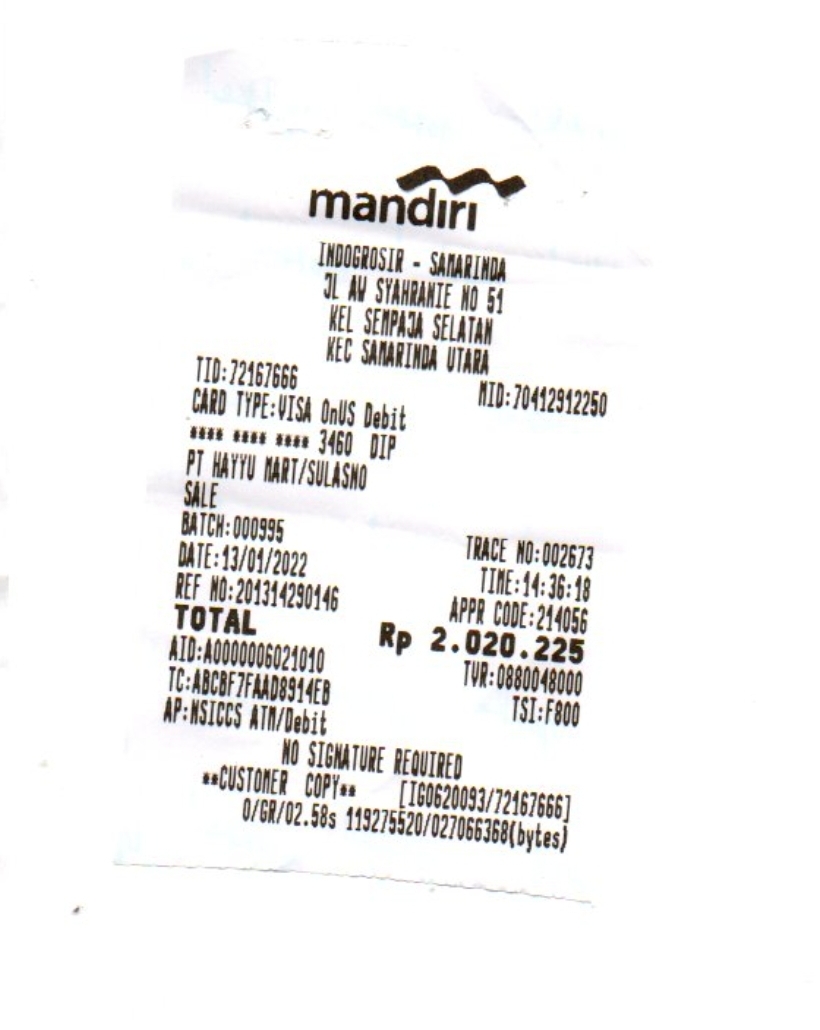 mandiri
INDOGROSIR - SAMARINDA
JL AW SYAHRANIE NO 51
KEL SEMPAJA SELATAN
KEC SAMARINDA UTARA
TID:72167666 MID:70412912250
CARD TYPE:VISA OnUS Debit
**** **** **** 3460 DIP
PT HAYYU MART/SULASNO
SALE
BATCH:000995 TRACE NO:002673
DATE:13/01/2022 TIME:14:36:18
REF NO:201314290146 APPR CODE:214056
TOTAL Rp 2.020.225
AID:A0000006021010 TVR:0880048000
TC:ABCBF7FAAD8914EB TSI:F800
AP:NSICCS ATM/Debit
NO SIGNATURE REQUIRED
**CUSTOMER COPY** [IG0620093/72167666]
0/GR/02.58s 119275520/027066368(bytes)